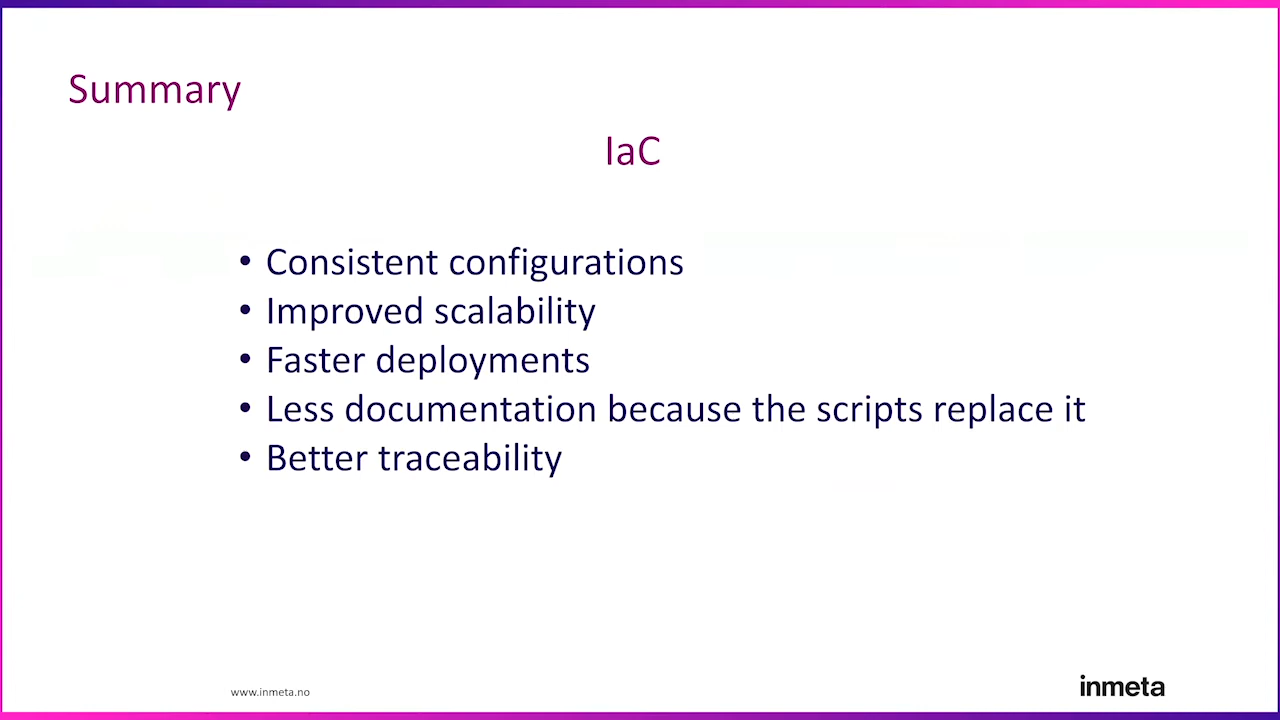 Summary
IaC
• Consistent configurations
• Improved scalability
• Faster deployments
• Less documentation because the scripts replace it
• Better traceability
www.inmeta.no
inmeta